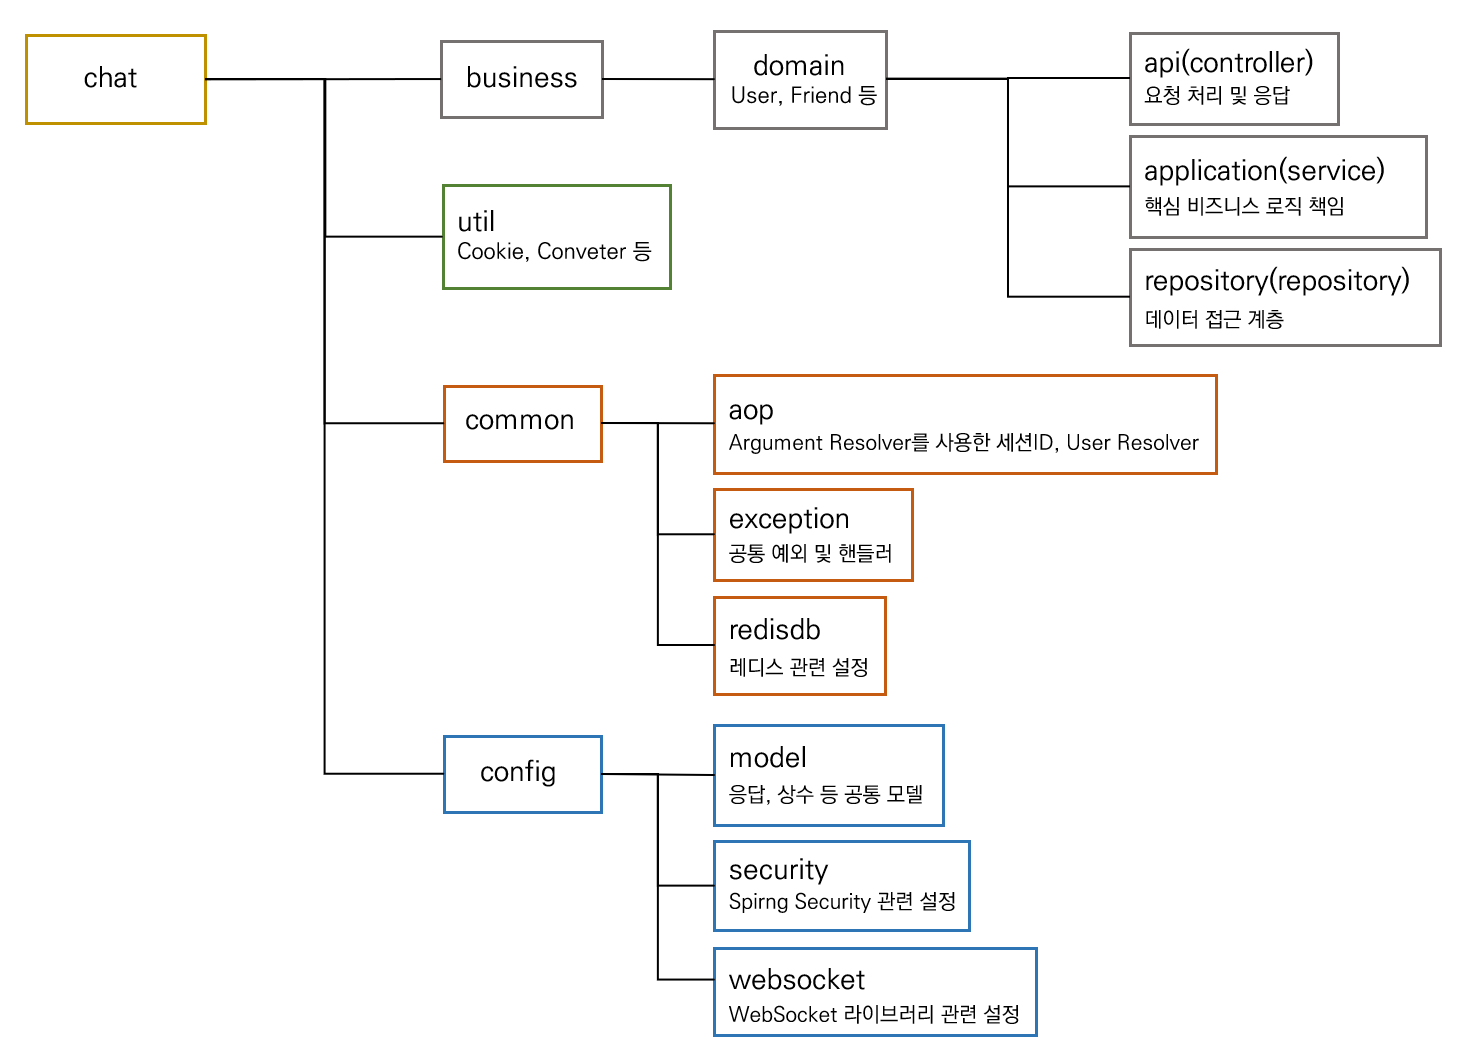 chat
business
domain
User, Friend 등
api(controller)
요청 처리 및 응답
application(service)
핵심 비즈니스 로직 책임
repository(repository)
데이터 접근 계층
util
Cookie, Conveter 등
common
aop
Argument Resolver를 사용한 세션ID, User Resolver
exception
공통 예외 및 핸들러
redisdb
레디스 관련 설정
config
model
응답, 상수 등 공통 모델
security
Spirng Security 관련 설정
websocket
WebSocket 라이브러리 관련 설정